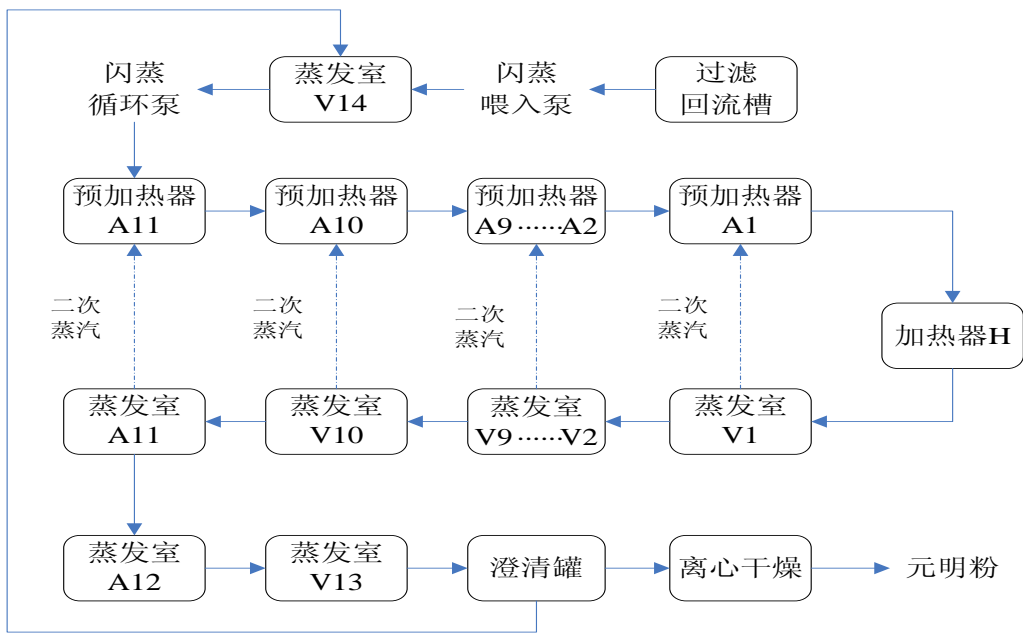 闪蒸
循环泵
蒸发室
V14
闪蒸
喂入泵
过滤
回流槽
预加热器
A11
预加热器
A10
预加热器
A9······A2
预加热器
A1
二次
蒸汽
二次
蒸汽
二次
蒸汽
二次
蒸汽
加热器H
蒸发室
A11
蒸发室
V10
蒸发室
V9······V2
蒸发室
V1
蒸发室
A12
蒸发室
V13
澄清罐
离心干燥
元明粉